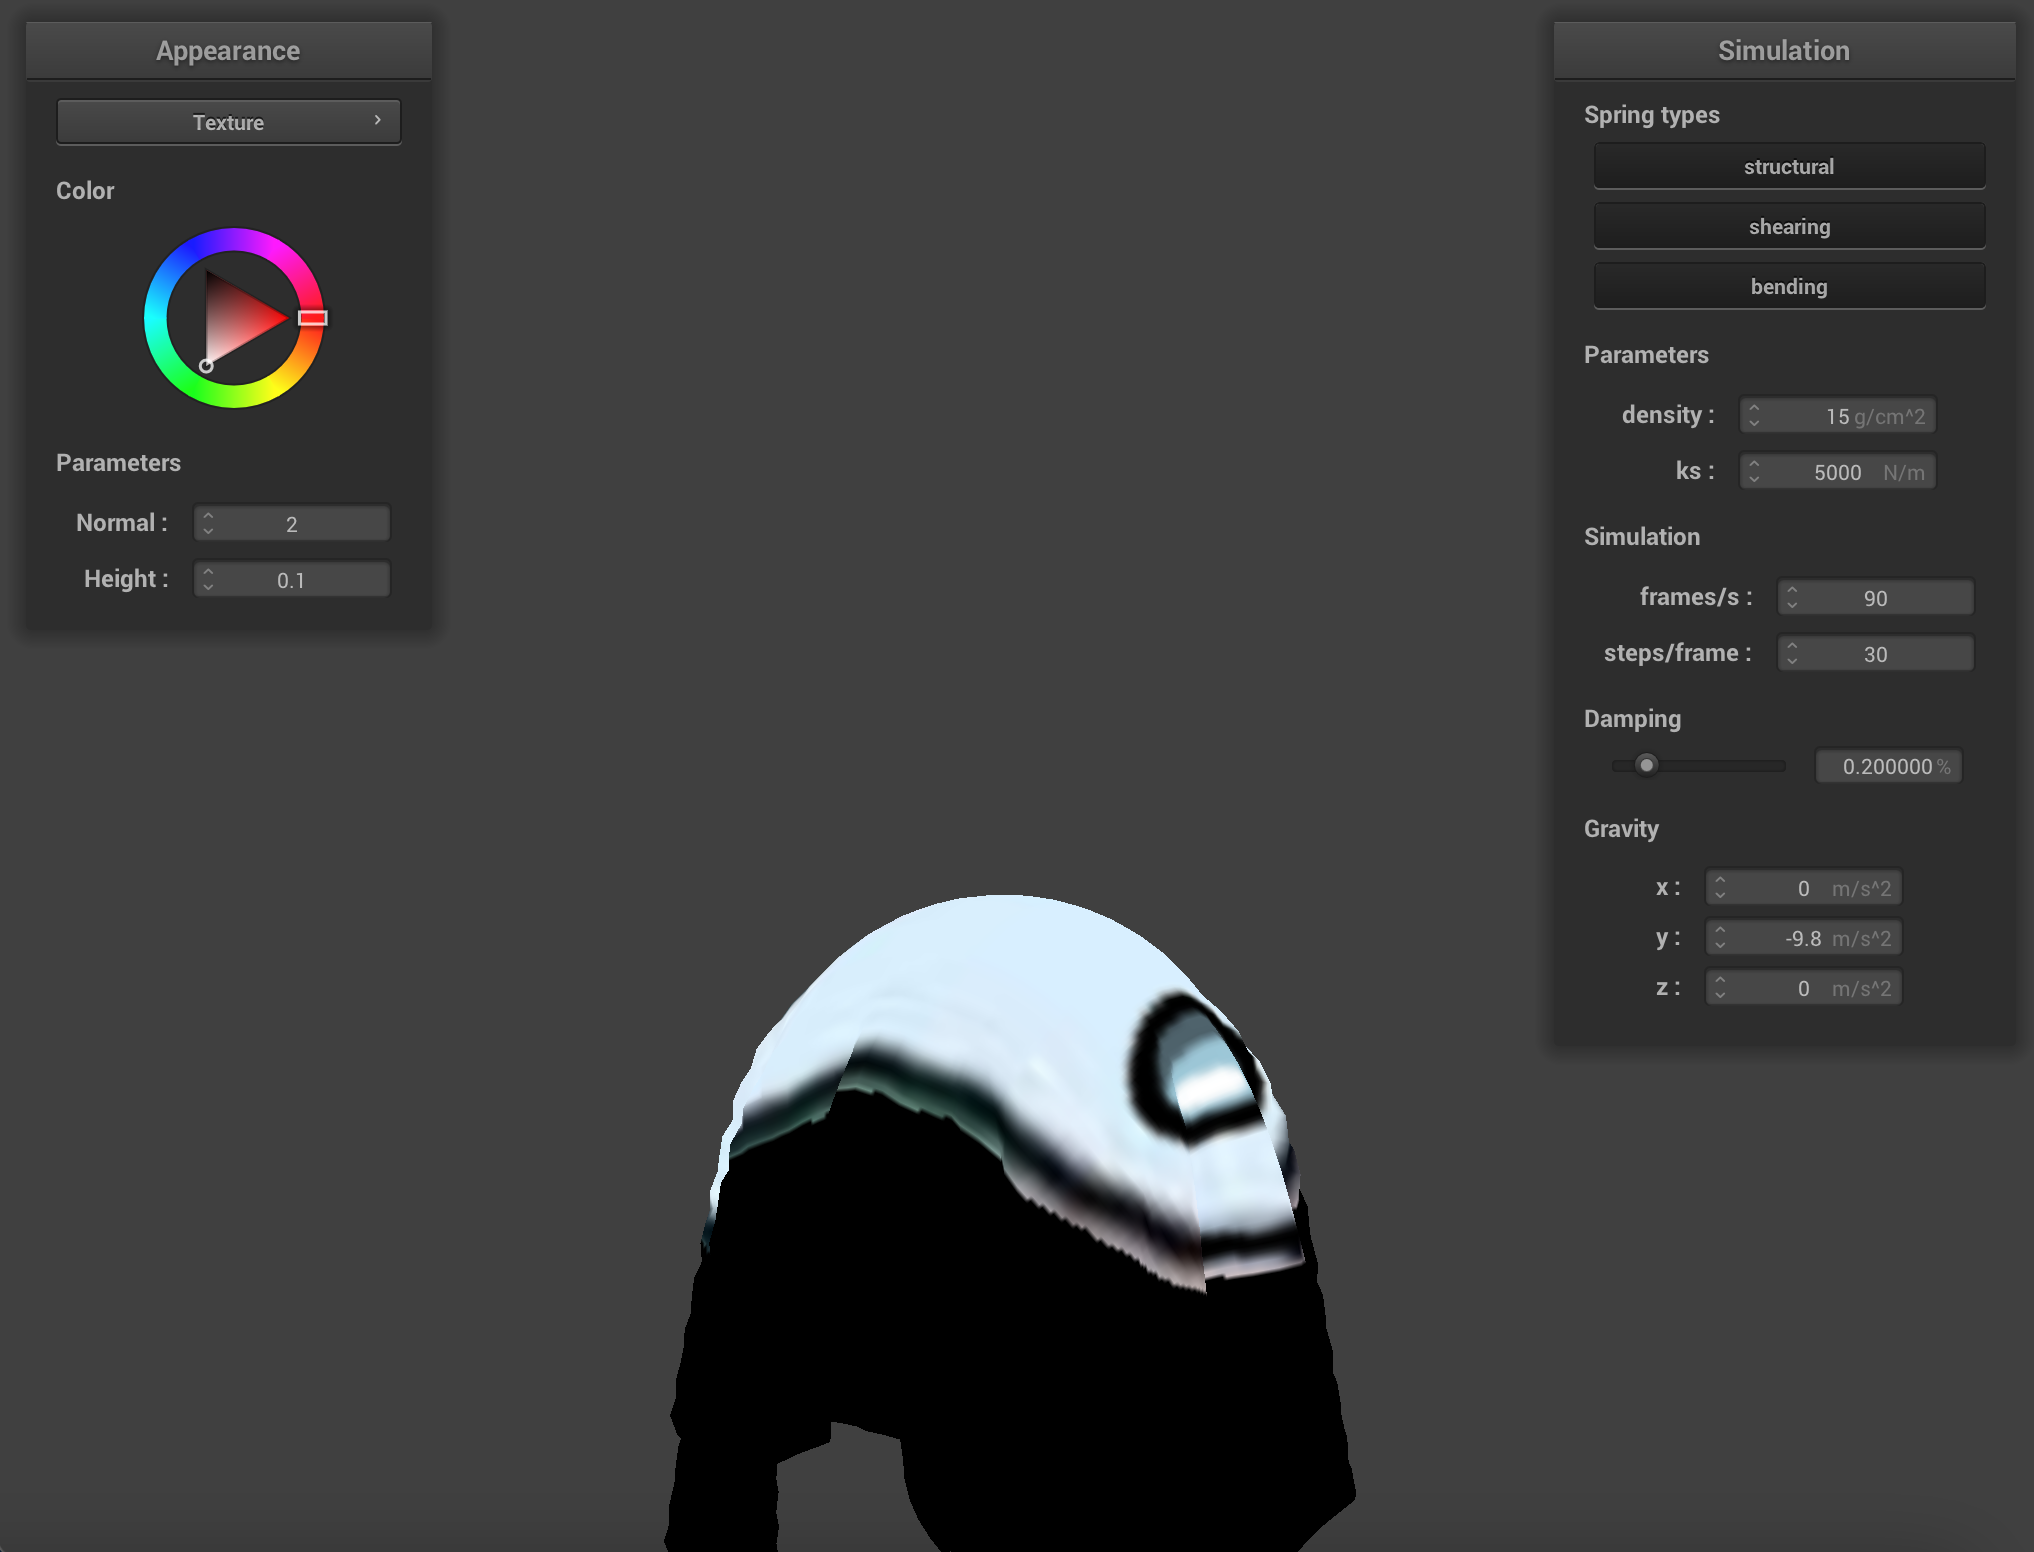 Appearance
Texture
Color
Parameters
Normal : 2
Height : 0.1
Simulation
Spring types
structural
shearing
bending
Parameters
density : 15 g/cm^2
ks : 5000 N/m
Simulation
frames/s : 90
steps/frame : 30
Damping
0.200000 %
Gravity
x : 0 m/s^2
y : -9.8 m/s^2
z : 0 m/s^2